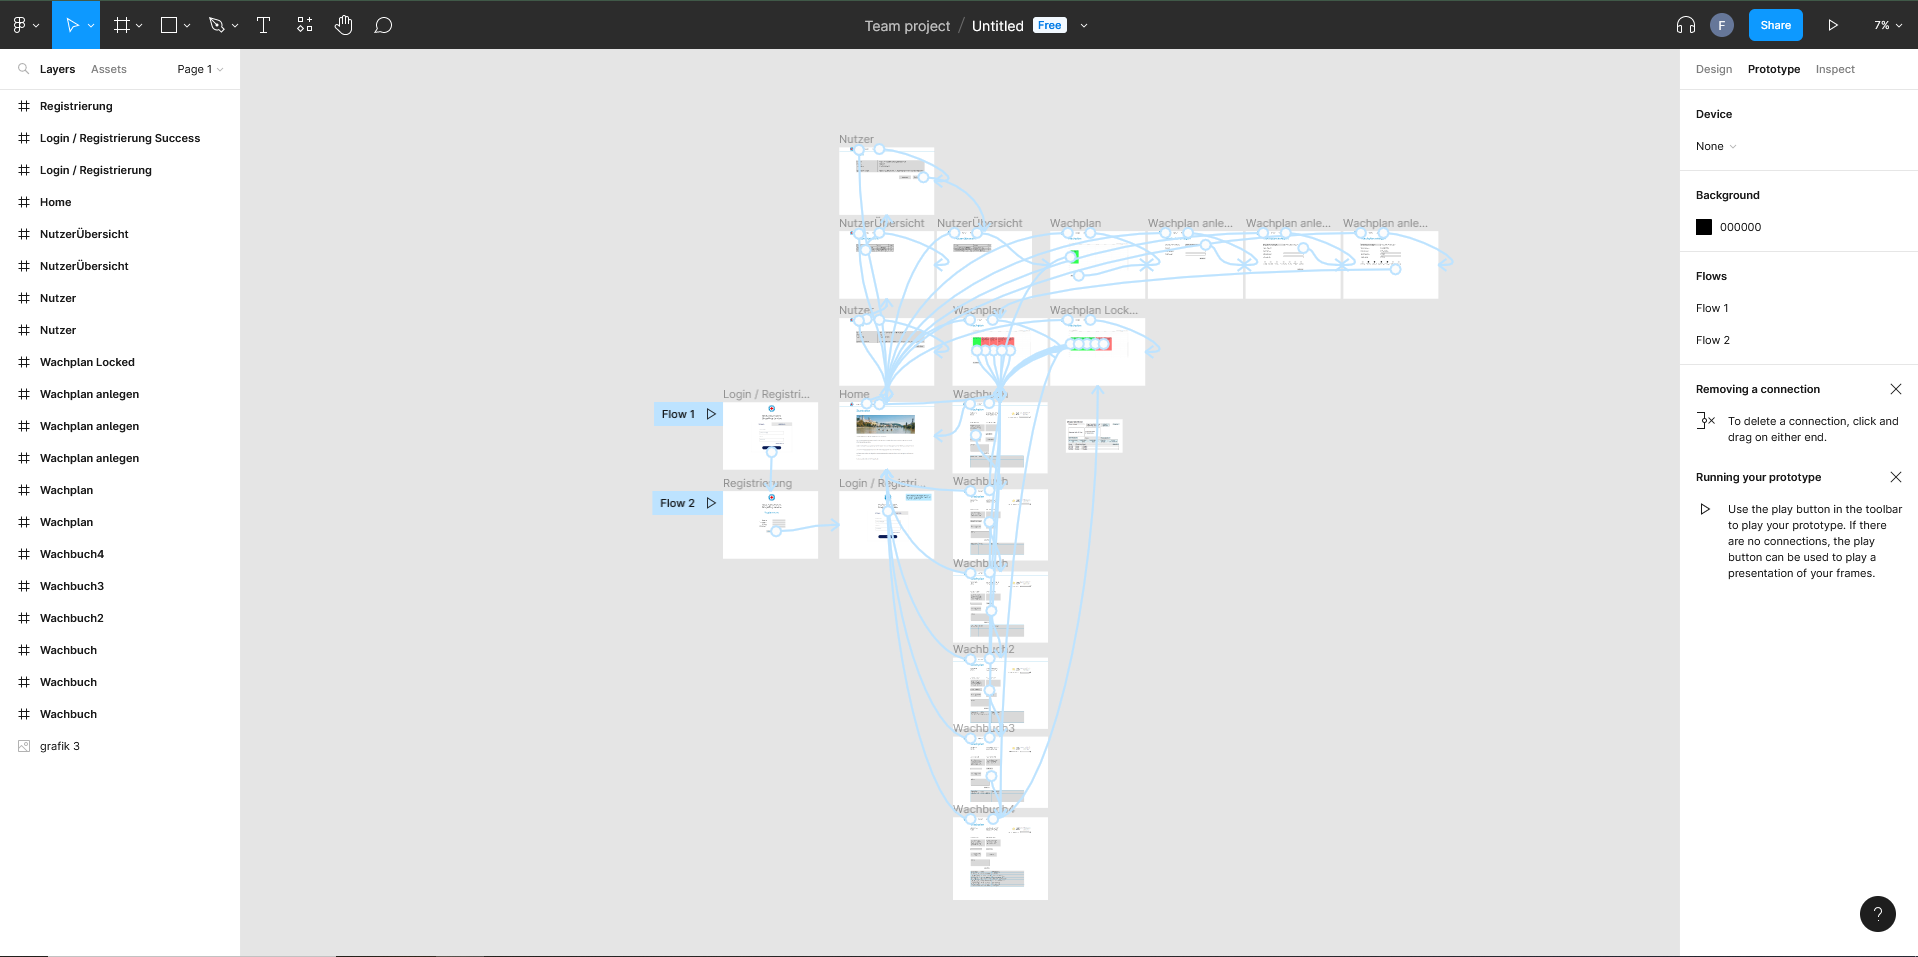 Team project / Untitled Free
F
Share
7%
Layers
Assets
Page 1
Registrierung
Login / Registrierung Success
Login / Registrierung
Home
NutzerÜbersicht
NutzerÜbersicht
Nutzer
Nutzer
Wachplan Locked
Wachplan anlegen
Wachplan anlegen
Wachplan anlegen
Wachplan
Wachplan
Wachbuch4
Wachbuch3
Wachbuch2
Wachbuch
Wachbuch
Wachbuch
grafik 3
Nutzer
NutzerÜbersicht
NutzerÜbersicht
Wachplan
Wachplan anle...
Wachplan anle...
Wachplan anle...
Nutzer
Wachplan
Wachplan Lock...
Flow 1
Login / Registri...
Home
Wachbuch
Flow 2
Registrierung
Login / Registri...
Wachbuch
Wachbuch
Wachbuch2
Wachbuch3
Wachbuch4
Design
Prototype
Inspect
Device
None
Background
000000
Flows
Flow 1
Flow 2
Removing a connection
To delete a connection, click and
drag on either end.
Running your prototype
Use the play button in the toolbar
to play your prototype. If there
are no connections, the play
button can be used to play a
presentation of your frames.
?